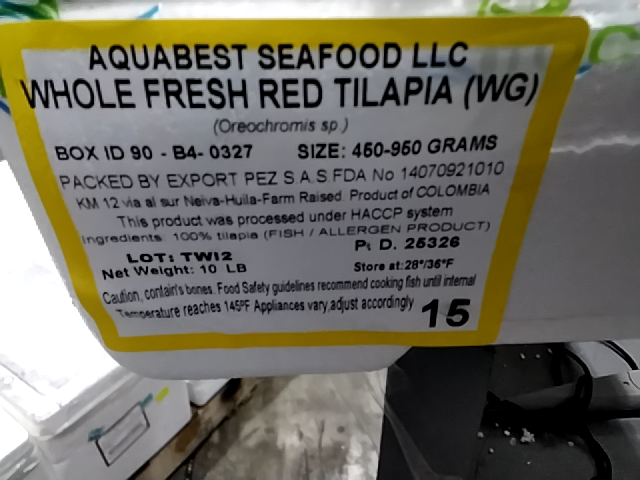 AQUABEST SEAFOOD LLC
WHOLE FRESH RED TILAPIA (WG)
(Oreochromis sp.)
BOX ID 90 - B4- 0327 SIZE: 450-950 GRAMS
PACKED BY EXPORT PEZ S.A.S.FDA No 14070921010
KM 12 via al sur Neiva-Huila-Farm Raised. Product of COLOMBIA
This product was processed under HACCP system
Ingredients: 100% tilapia (FISH / ALLERGEN PRODUCT)
LOT: TWI2 Pt D. 25326
Net Weight: 10 LB Store at:28°/36°F
Caution, contain's bones. Food Safety guidelines recommend cooking fish until internal
Temperature reaches 145ºF Appliances vary,adjust accordingly 15